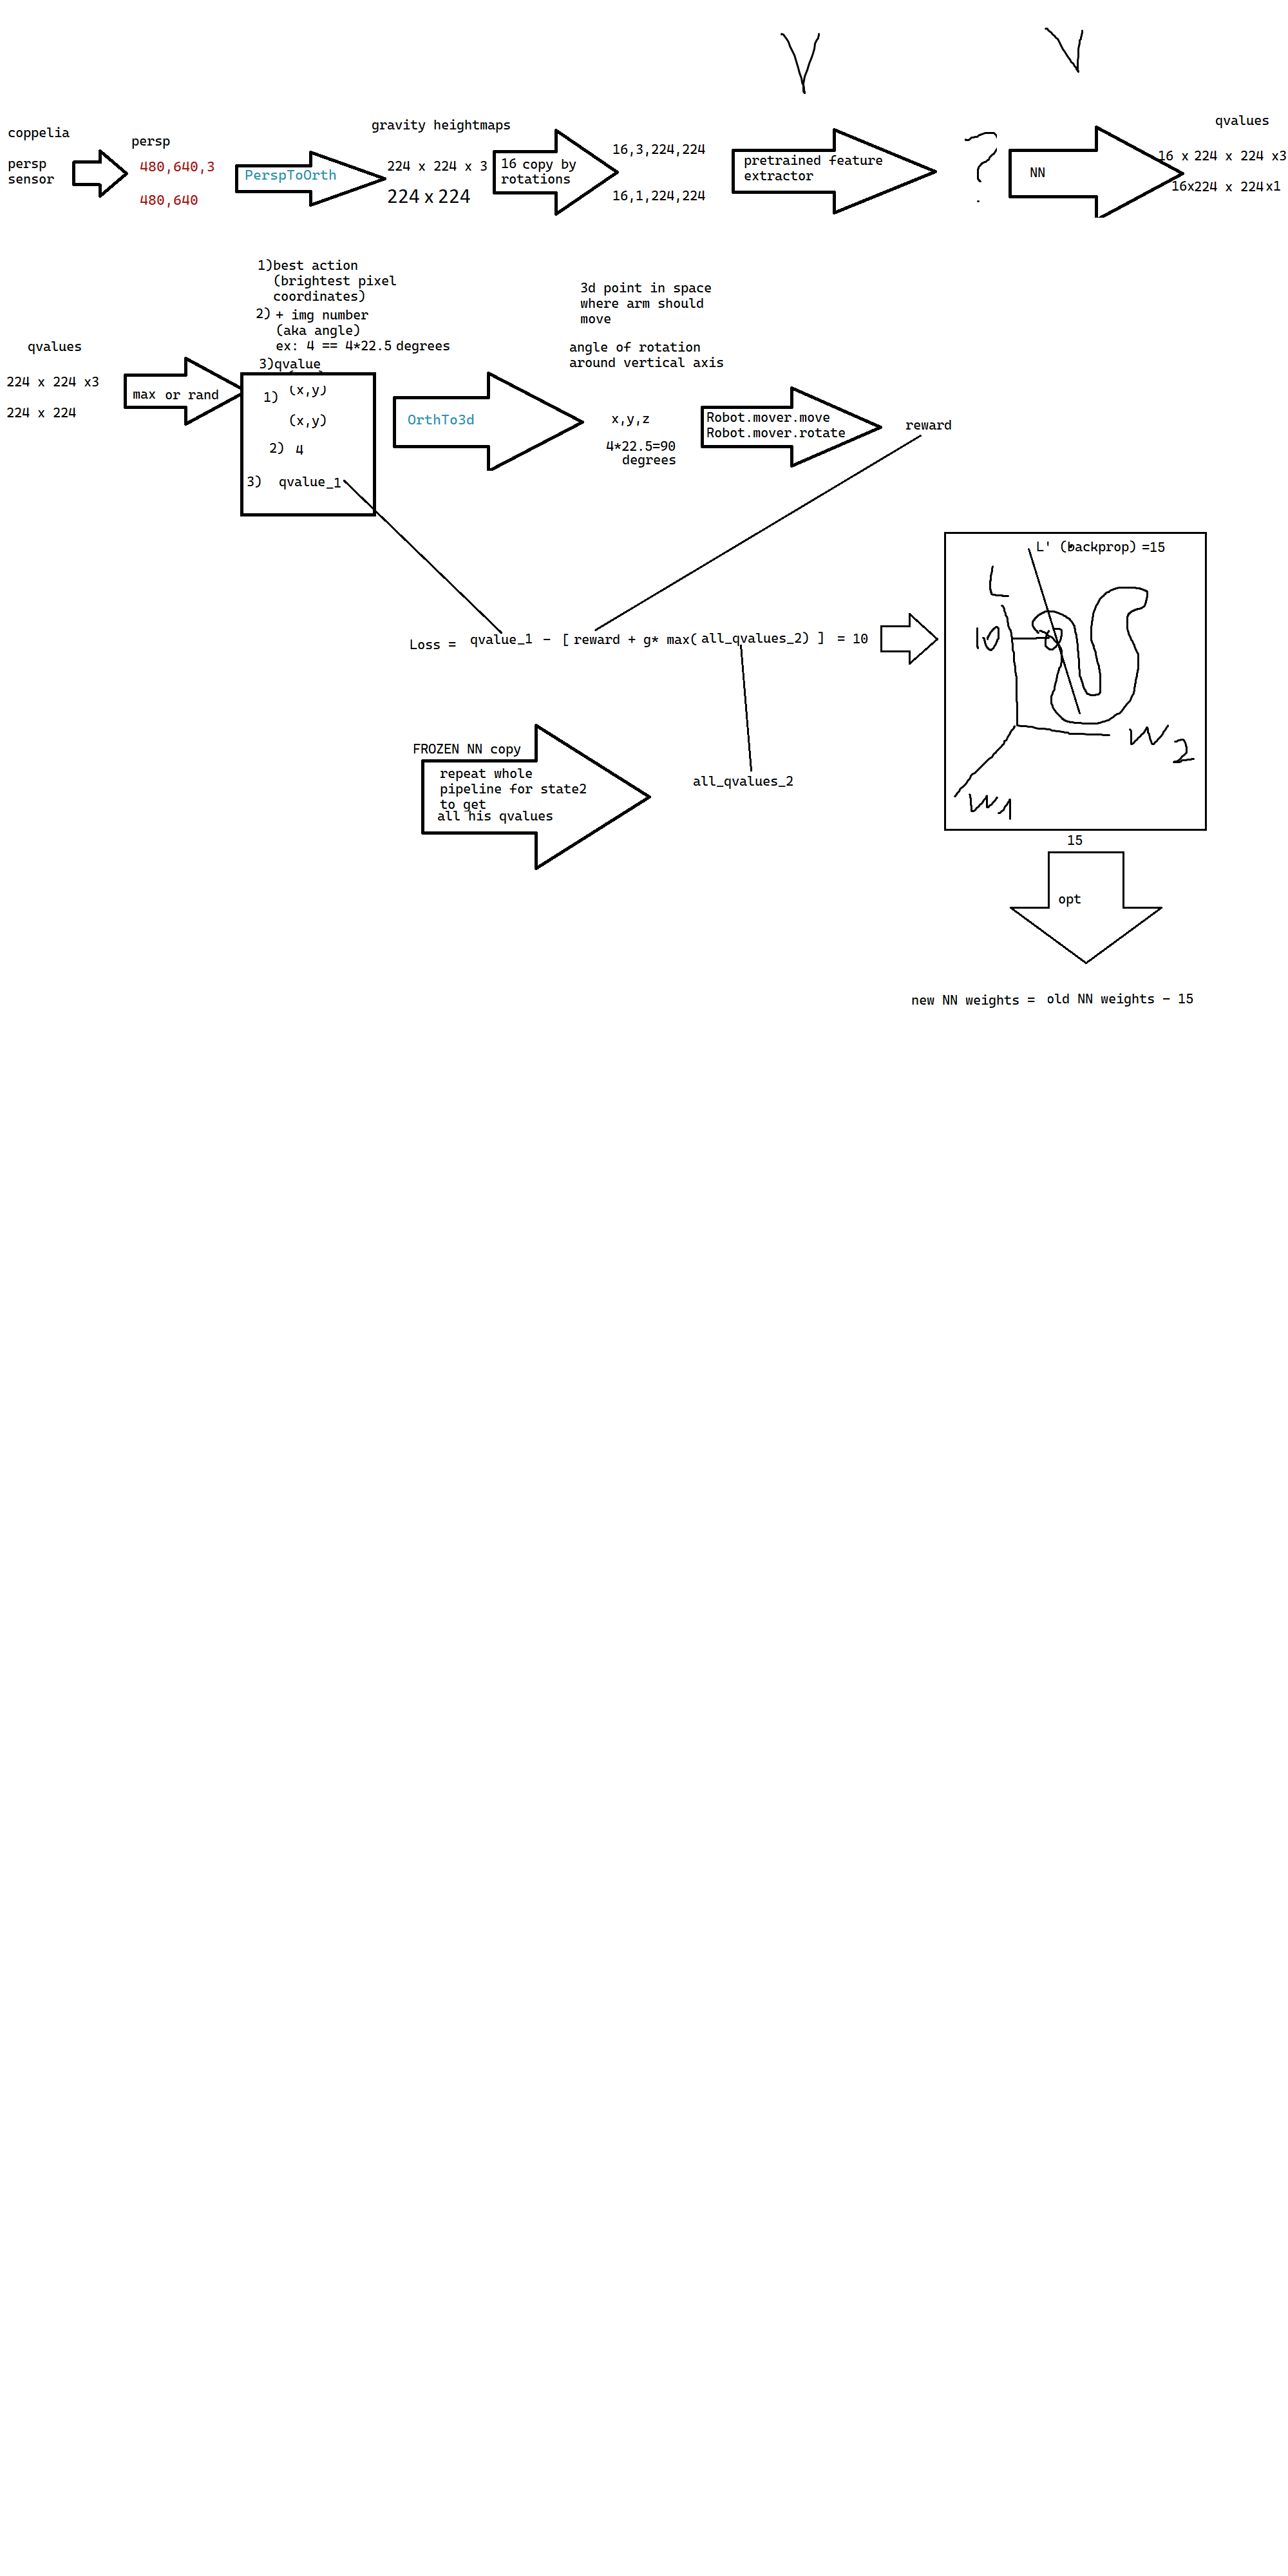 V
V
coppelia
persp
sensor
persp
480,640,3
480,640
PerspToOrth
gravity heightmaps
224 x 224 x 3
224 x 224
16 copy by
rotations
16,3,224,224
16,1,224,224
pretrained feature
extractor
?
NN
qvalues
16 x 224 x 224 x3
16x224 x 224x1
qvalues
224 x 224 x3
224 x 224
max or rand
1)best action
(brightest pixel
coordinates)
2) + img number
(aka angle)
ex: 4 == 4*22.5 degrees
3)qvalue
1) (x,y)
(x,y)
2) 4
3) qvalue_1
OrthTo3d
3d point in space
where arm should
move
angle of rotation
around vertical axis
x,y,z
4*22.5=90
degrees
Robot.mover.move
Robot.mover.rotate
reward
Loss = qvalue_1 - [ reward + g* max( all_qvalues_2) ] = 10
L' (backprop) =15
L
10
W2
W1
FROZEN NN copy
repeat whole
pipeline for state2
to get
all his qvalues
all_qvalues_2
15
opt
new NN weights = old NN weights - 15